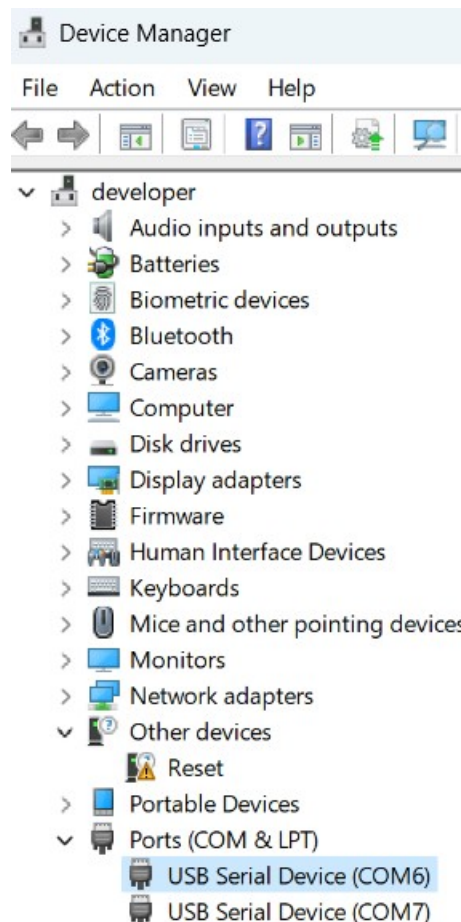 Device Manager
File Action View Help
developer
Audio inputs and outputs
Batteries
Biometric devices
Bluetooth
Cameras
Computer
Disk drives
Display adapters
Firmware
Human Interface Devices
Keyboards
Mice and other pointing devices
Monitors
Network adapters
Other devices
Reset
Portable Devices
Ports (COM & LPT)
USB Serial Device (COM6)
USB Serial Device (COM7)